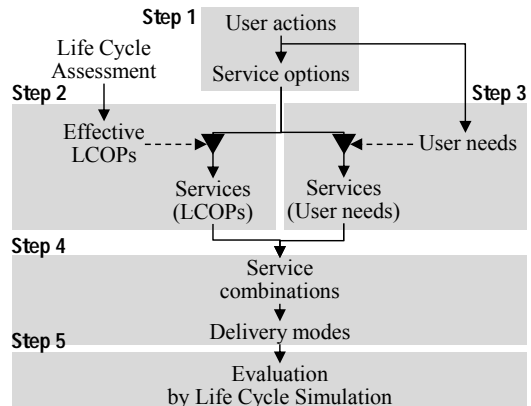 Step 1
User actions
Life Cycle
Assessment
Service options
Step 2
Step 3
Effective
LCOPs
User needs
Services
(LCOPs)
Services
(User needs)
Step 4
Service
combinations
Delivery modes
Step 5
Evaluation
by Life Cycle Simulation